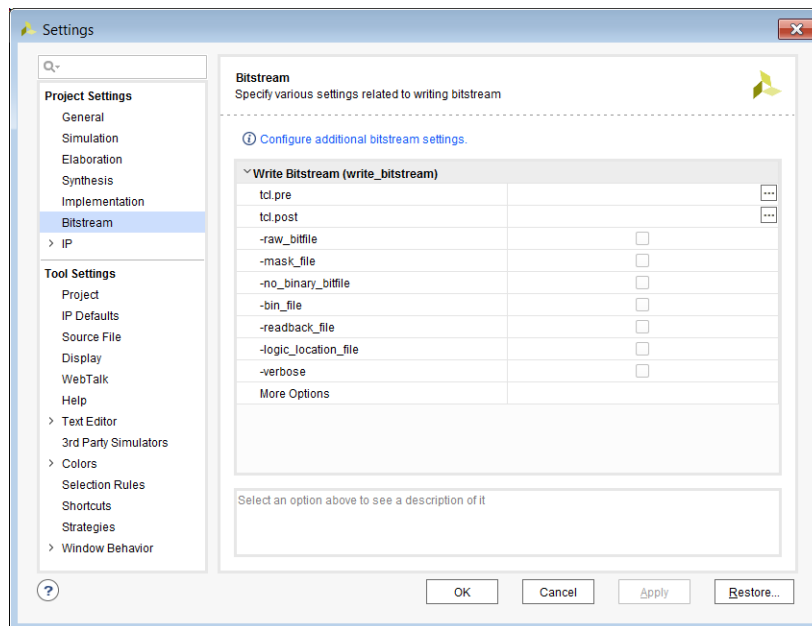 Settings
Project Settings
General
Simulation
Elaboration
Synthesis
Implementation
Bitstream
> IP
Tool Settings
Project
IP Defaults
Source File
Display
WebTalk
Help
> Text Editor
3rd Party Simulators
> Colors
Selection Rules
Shortcuts
Strategies
> Window Behavior
Bitstream
Specify various settings related to writing bitstream
Configure additional bitstream settings.
Write Bitstream (write_bitstream)
tcl.pre
...
tcl.post
...
-raw_bitfile
-mask_file
-no_binary_bitfile
-bin_file
-readback_file
-logic_location_file
-verbose
More Options
Select an option above to see a description of it
?
OK
Cancel
Apply
Restore...